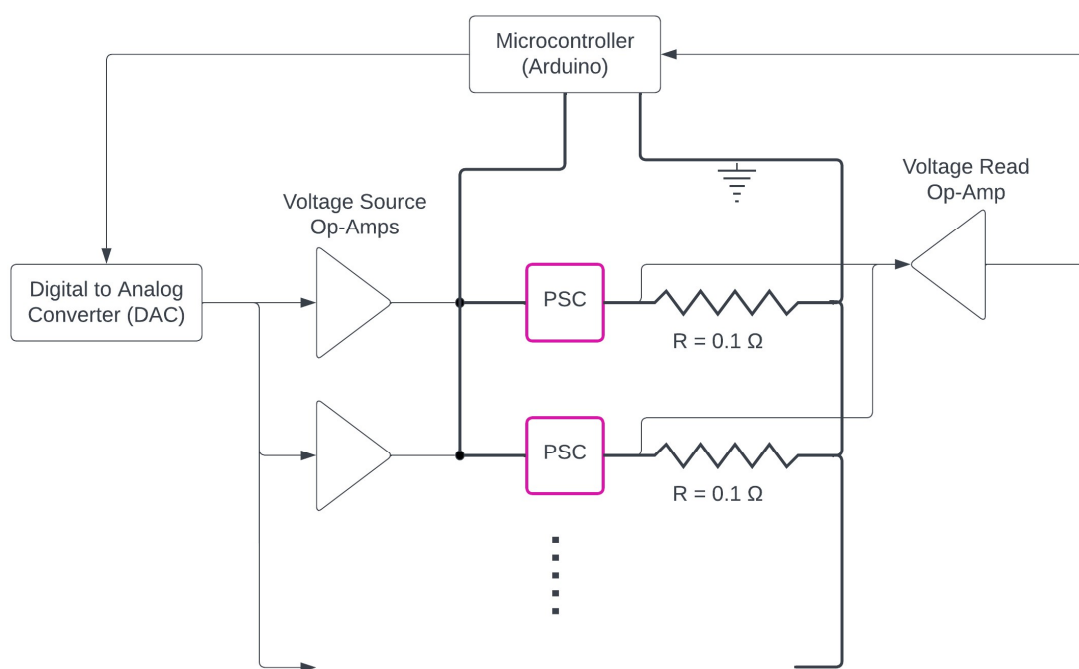 Microcontroller
(Arduino)
Voltage Read
Op-Amp
Voltage Source
Op-Amps
Digital to Analog
Converter (DAC)
PSC
R = 0.1 Ω
PSC
R = 0.1 Ω